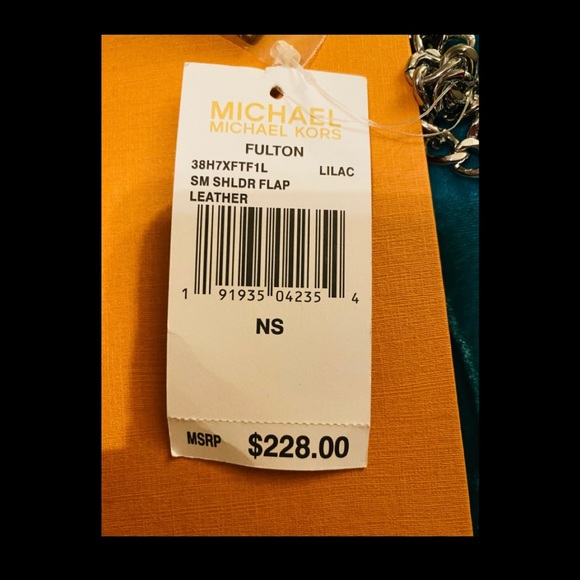 MICHAEL
MICHAEL KORS
FULTON
38H7XFTF1L LILAC
SM SHLDR FLAP
LEATHER
1 91935 04235 4
NS
MSRP $228.00